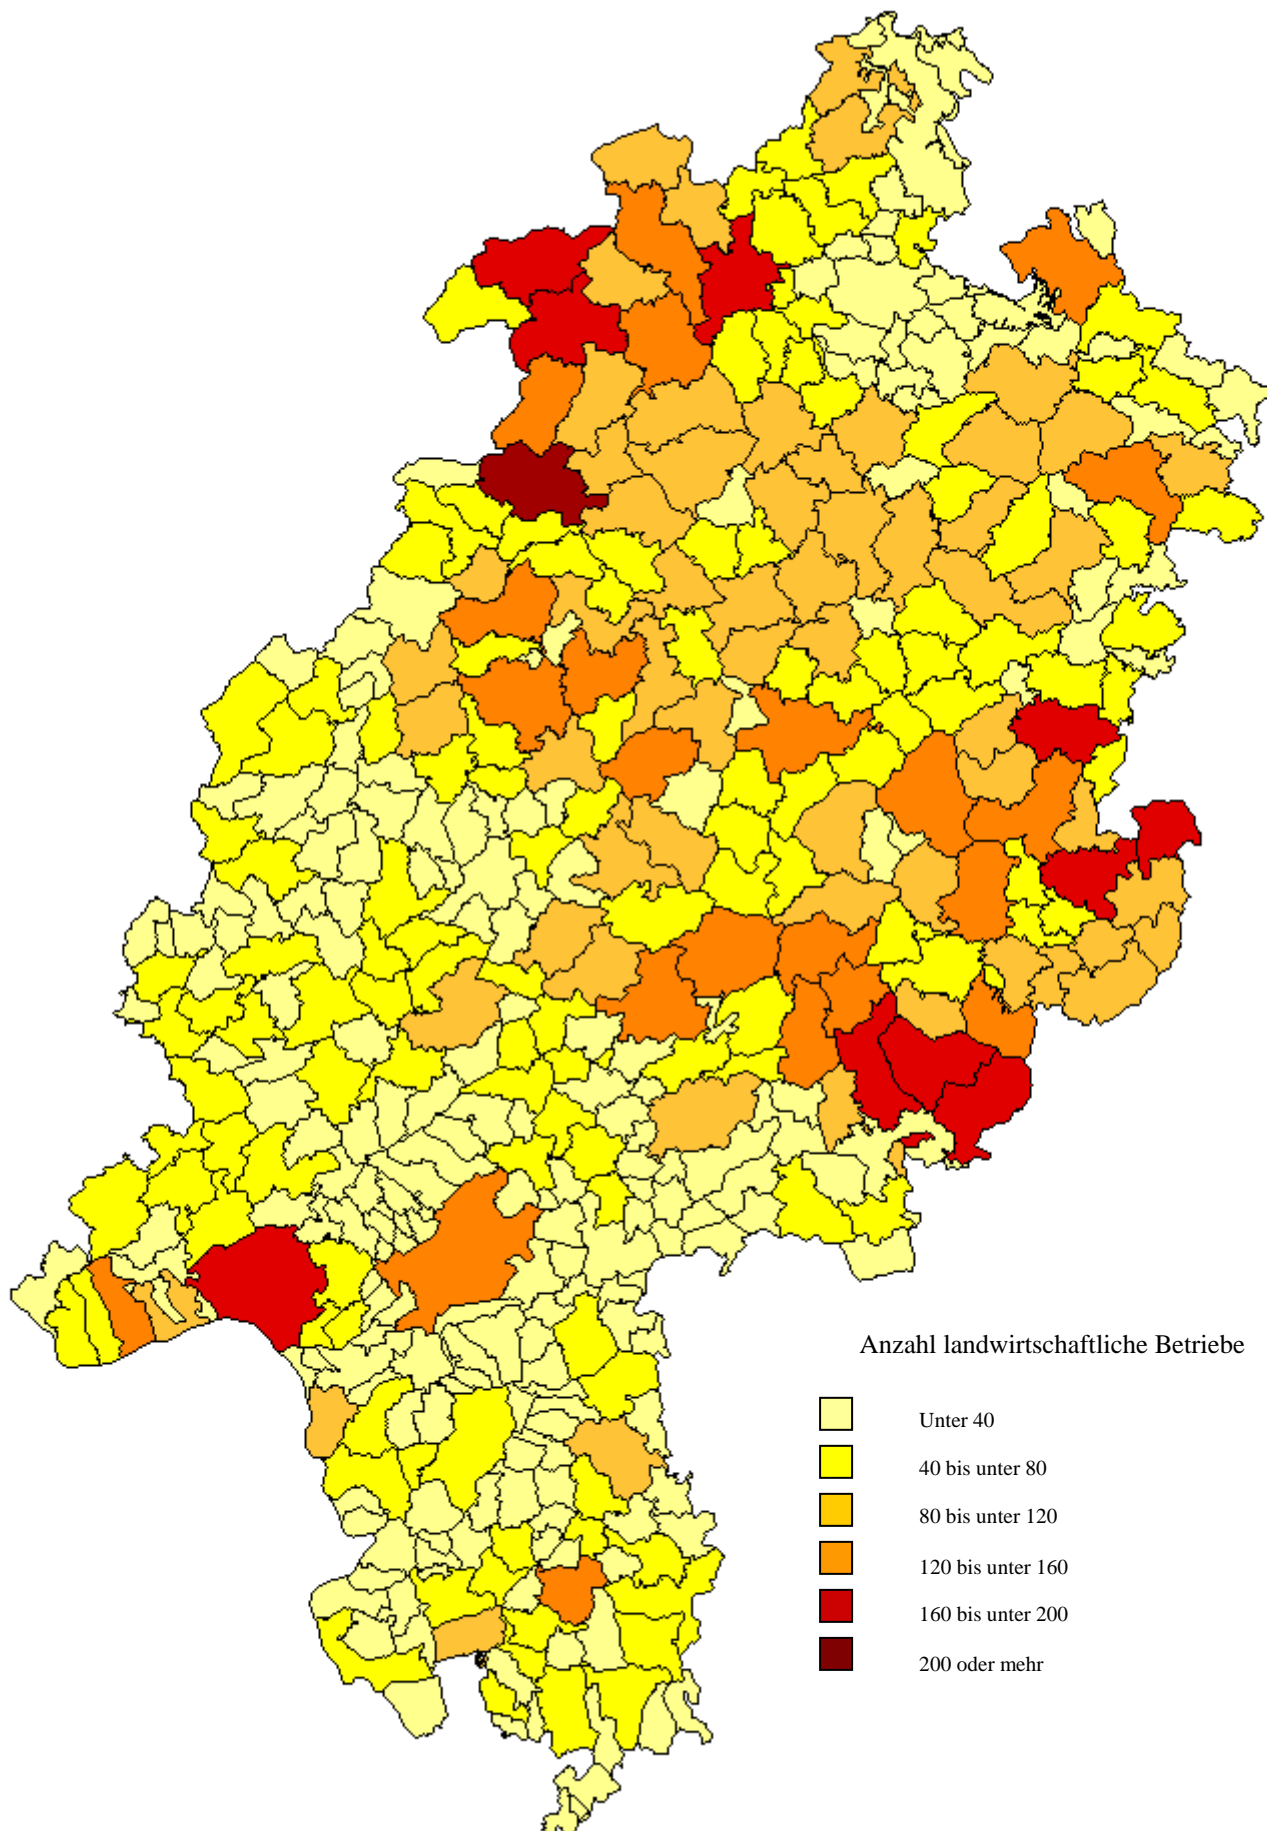 Anzahl landwirtschaftliche Betriebe
Unter 40
40 bis unter 80
80 bis unter 120
120 bis unter 160
160 bis unter 200
200 oder mehr